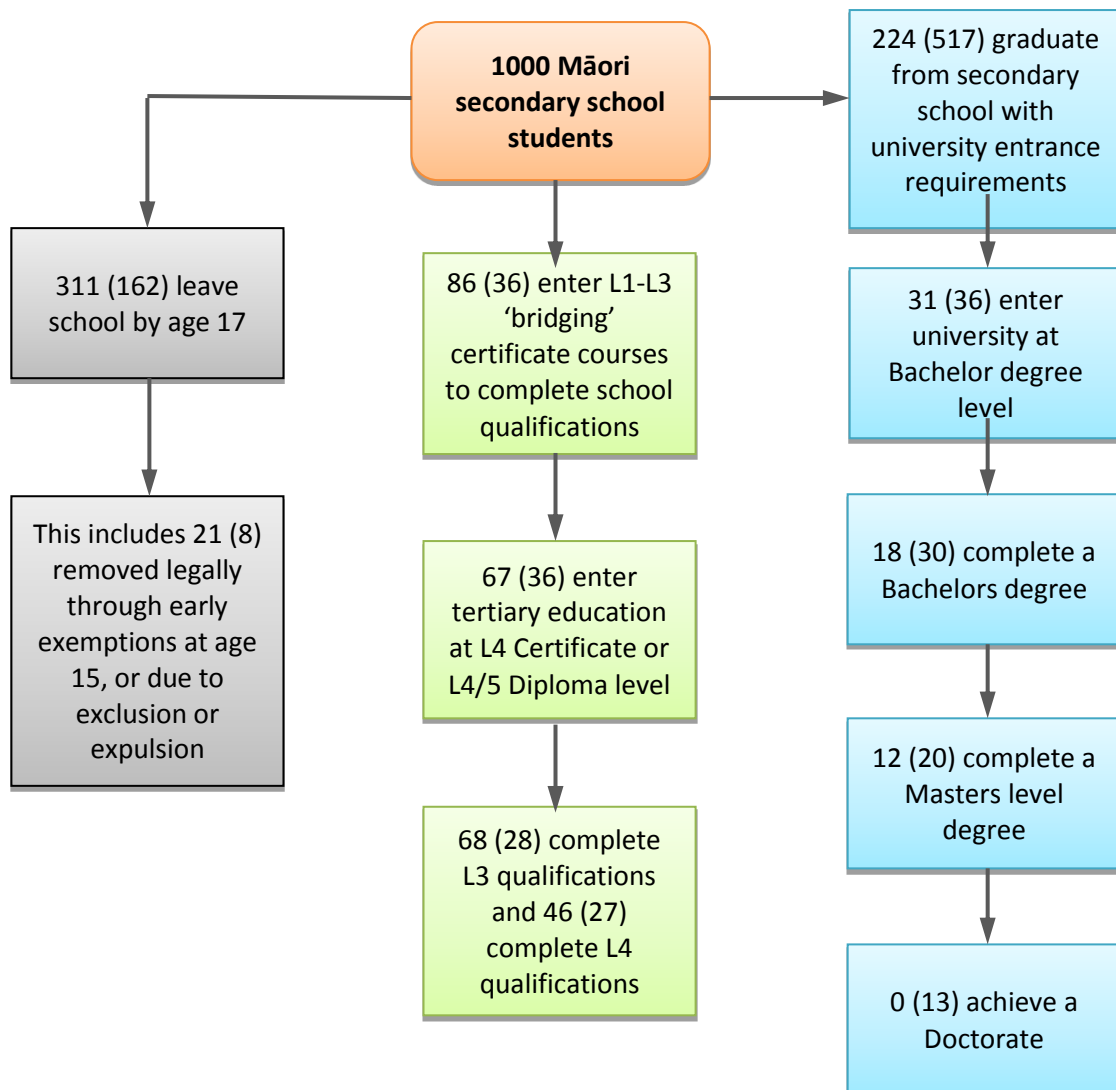 1000 Māori
secondary school
students
311 (162) leave
school by age 17
This includes 21 (8)
removed legally
through early
exemptions at age
15, or due to
exclusion or
expulsion
86 (36) enter L1-L3
‘bridging’
certificate courses
to complete school
qualifications
67 (36) enter
tertiary education
at L4 Certificate or
L4/5 Diploma level
68 (28) complete
L3 qualifications
and 46 (27)
complete L4
qualifications
224 (517) graduate
from secondary
school with
university entrance
requirements
31 (36) enter
university at
Bachelor degree
level
18 (30) complete a
Bachelors degree
12 (20) complete a
Masters level
degree
0 (13) achieve a
Doctorate